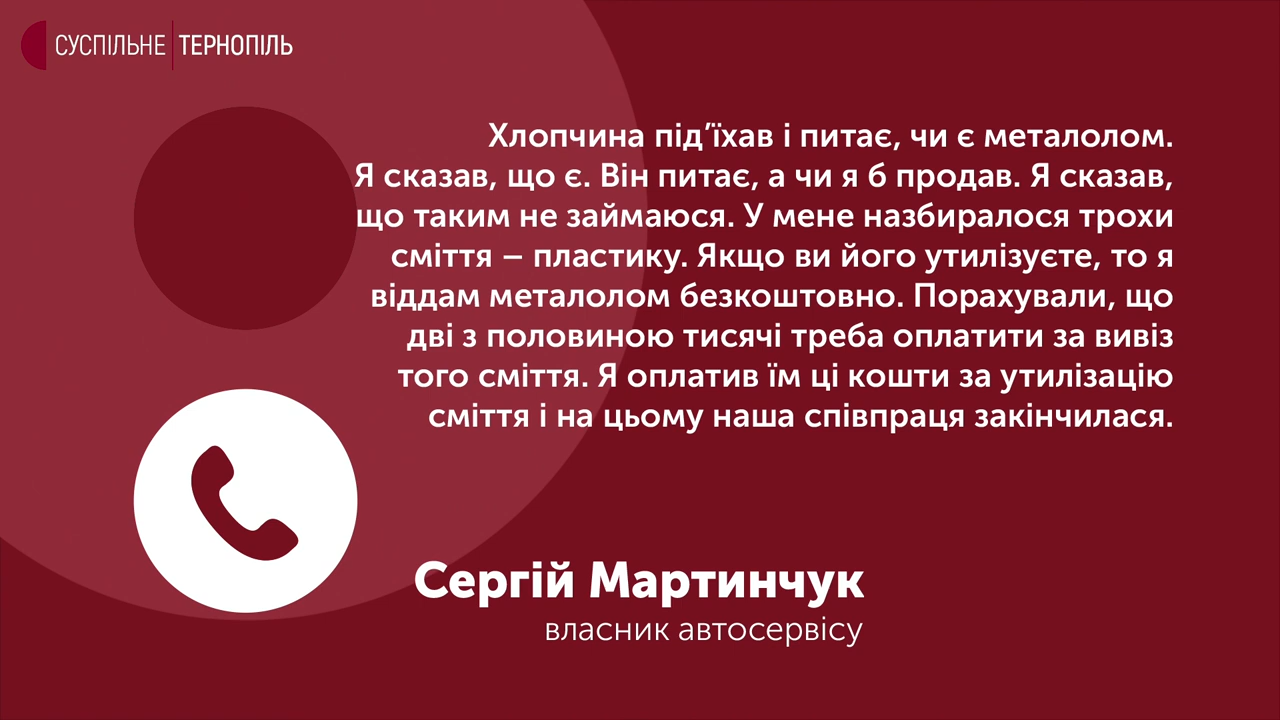 СУСПІЛЬНЕ ТЕРНОПІЛЬ
Хлопчина під’їхав і питає, чи є металолом.
Я сказав, що є. Він питає, а чи я б продав. Я сказав,
що таким не займаюся. У мене назбиралося трохи
сміття – пластику. Якщо ви його утилізуєте, то я
віддам металолом безкоштовно. Порахували, що
дві з половиною тисячі треба оплатити за вивіз
того сміття. Я оплатив їм ці кошти за утилізацію
сміття і на цьому наша співпраця закінчилася.
Сергій Мартинчук
власник автосервісу